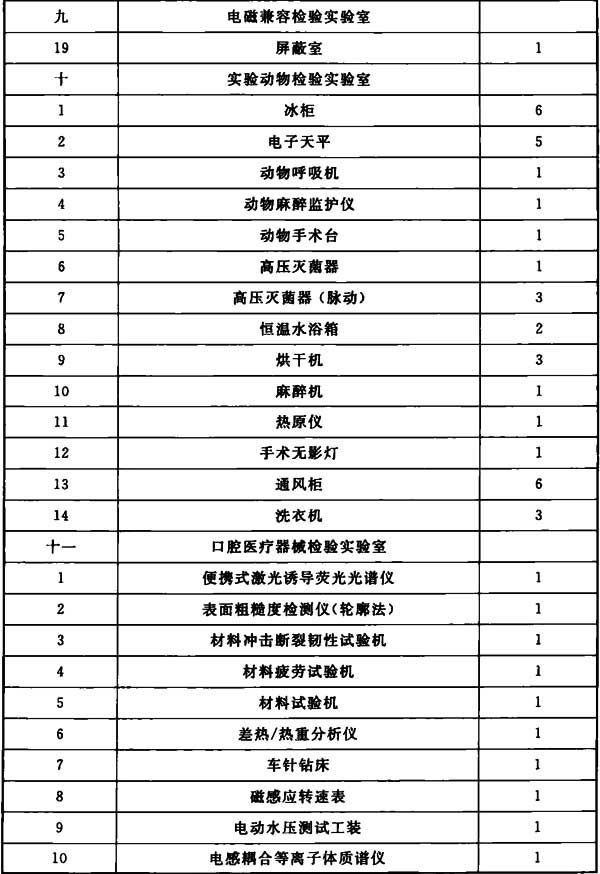 九 电磁兼容检验实验室
19 屏蔽室 1
十 实验动物检验实验室
1 冰柜 6
2 电子天平 5
3 动物呼吸机 1
4 动物麻醉监护仪 1
5 动物手术台 1
6 高压灭菌器 1
7 高压灭菌器（脉动） 3
8 恒温水浴箱 2
9 烘干机 3
10 麻醉机 1
11 热原仪 1
12 手术无影灯 1
13 通风柜 6
14 洗衣机 3
十一 口腔医疗器械检验实验室
1 便携式激光诱导荧光光谱仪 1
2 表面粗糙度检测仪（轮廓法） 1
3 材料冲击断裂韧性试验机 1
4 材料疲劳试验机 1
5 材料试验机 1
6 差热/热重分析仪 1
7 车针钻床 1
8 磁感应转速表 1
9 电动水压测试工装 1
10 电感耦合等离子体质谱仪 1